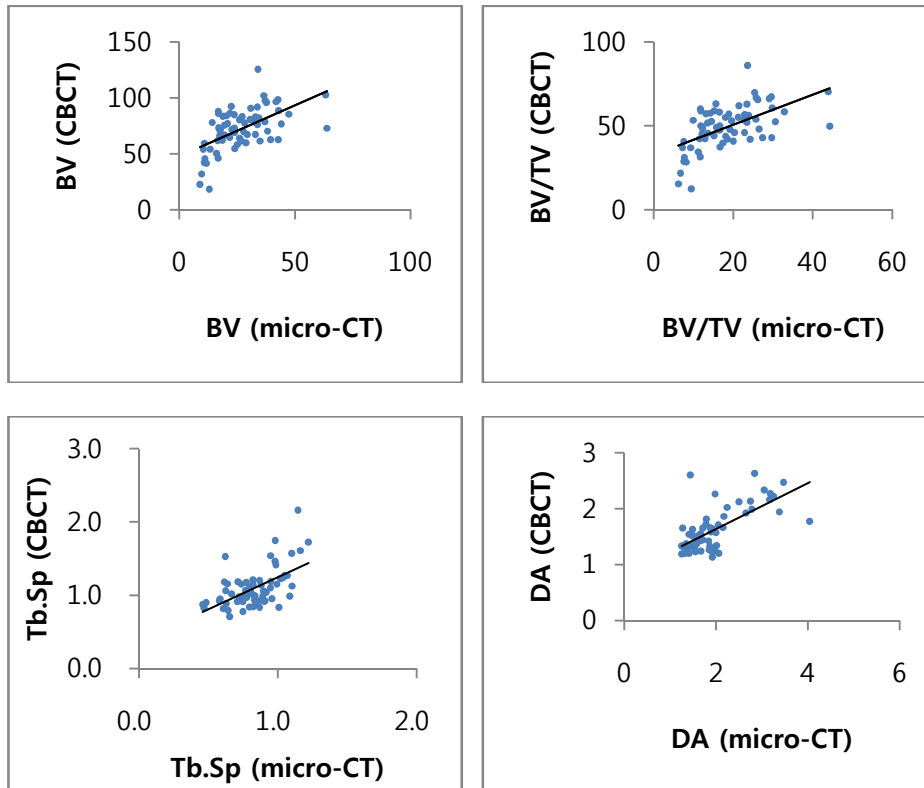 150
100
50
0
BV (CBCT)
0 50 100
BV (micro-CT)
100
50
0
BV/TV (CBCT)
0 20 40 60
BV/TV (micro-CT)
3.0
2.0
1.0
0.0
Tb.Sp (CBCT)
0.0 1.0 2.0
Tb.Sp (micro-CT)
3
2
1
0
DA (CBCT)
0 2 4 6
DA (micro-CT)